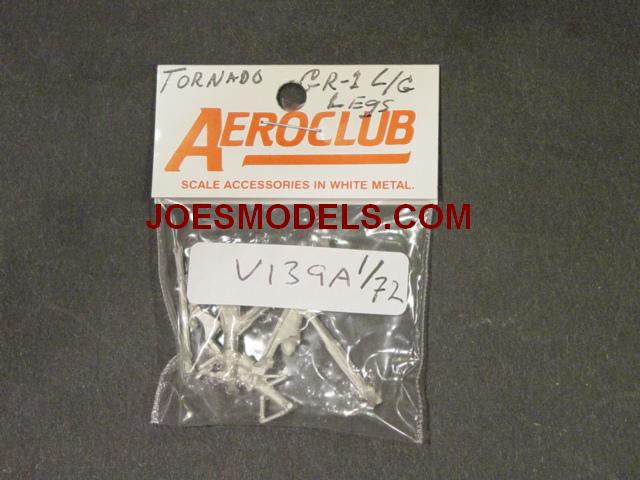 TORNADO GR-1 L/G
LEGS
AEROCLUB
SCALE ACCESSORIES IN WHITE METAL.
JOESMODELS.COM
V139A 1/72